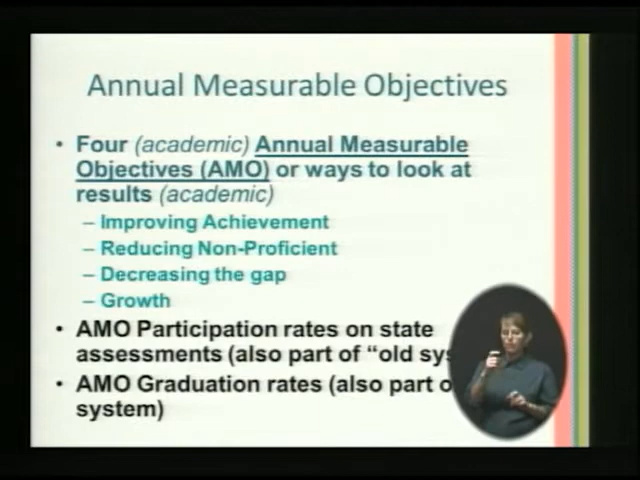 Annual Measurable Objectives
• Four (academic) Annual Measurable
Objectives (AMO) or ways to look at
results (academic)
– Improving Achievement
– Reducing Non-Proficient
– Decreasing the gap
– Growth
• AMO Participation rates on state
assessments (also part of “old
• AMO Graduation rates (also part
system)